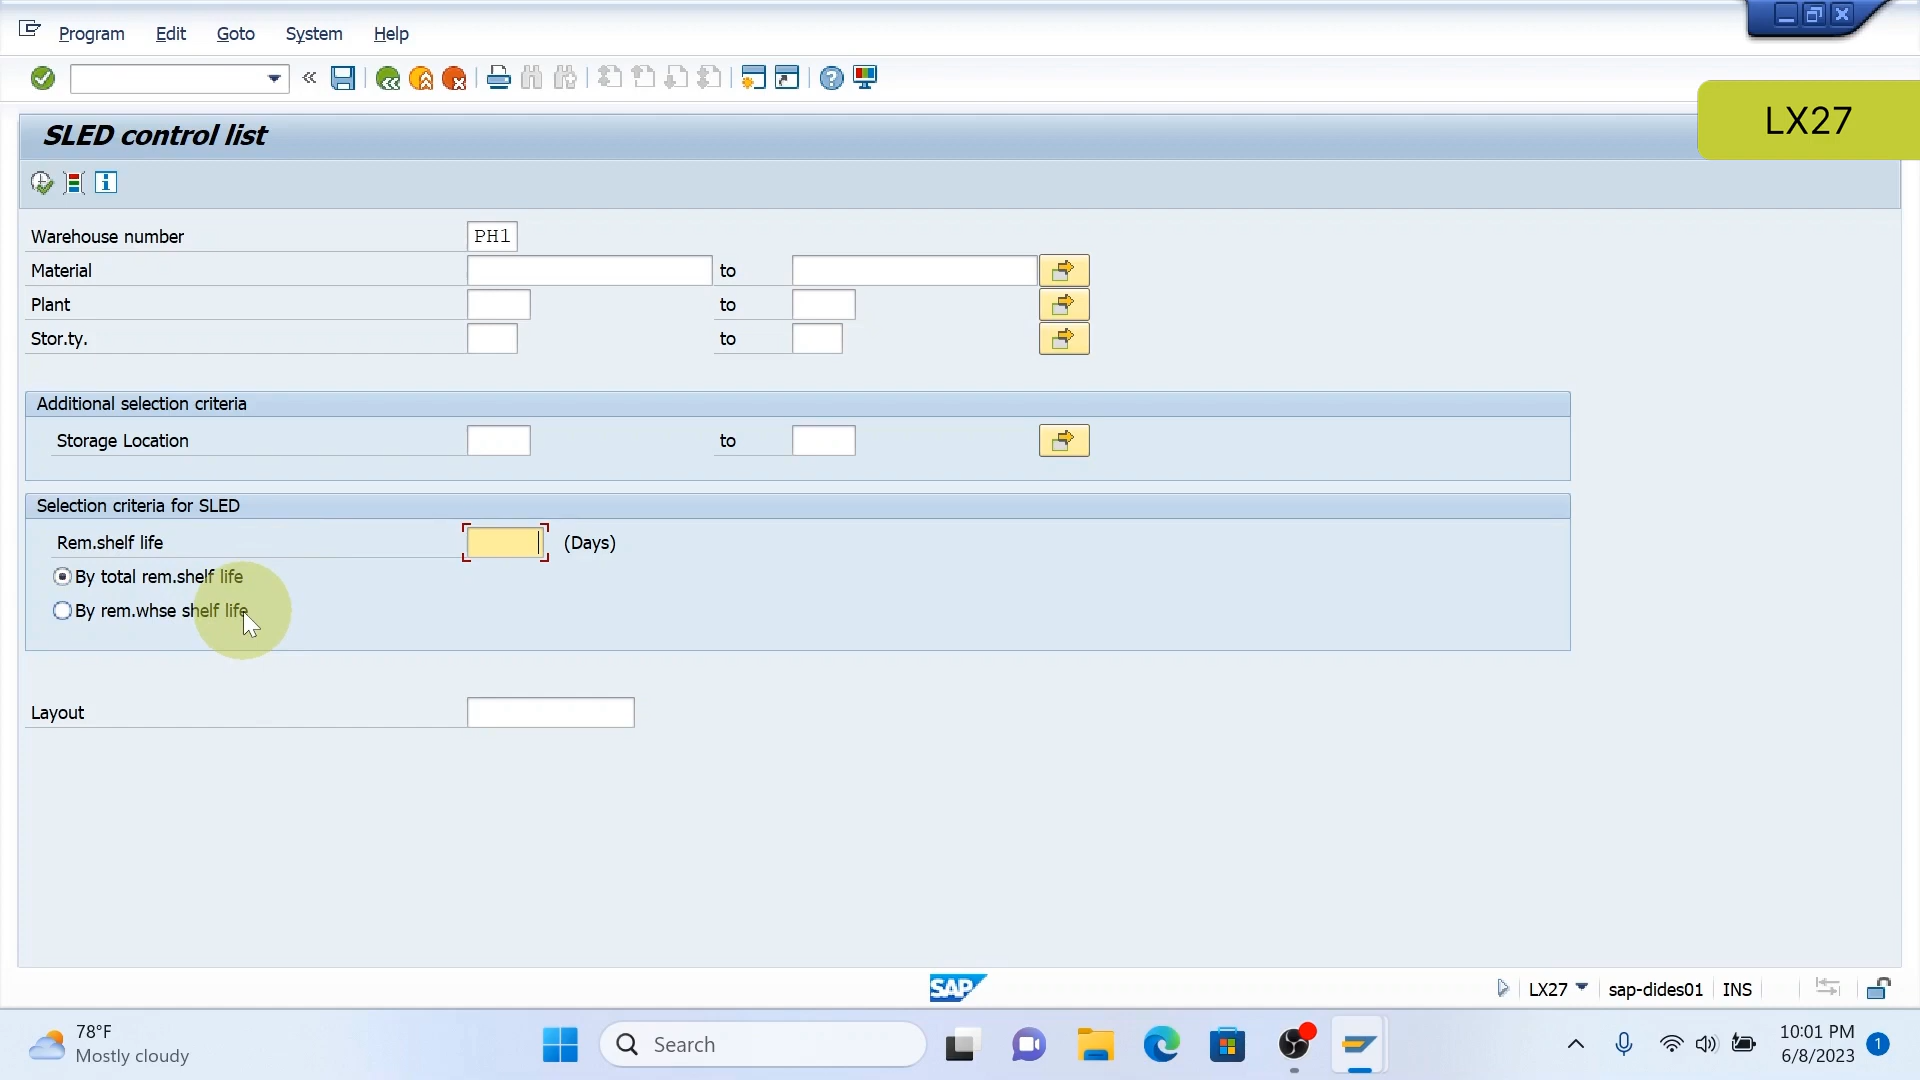 Program Edit Goto System Help
LX27
SLED control list
Warehouse number PH1
Material to
Plant to
Stor.ty. to
Additional selection criteria
Storage Location to
Selection criteria for SLED
Rem.shelf life (Days)
By total rem.shelf life
By rem.whse shelf life
Layout
SAP
LX27 sap-dides01 INS
78°F
Mostly cloudy
Search
10:01 PM
6/8/2023
1